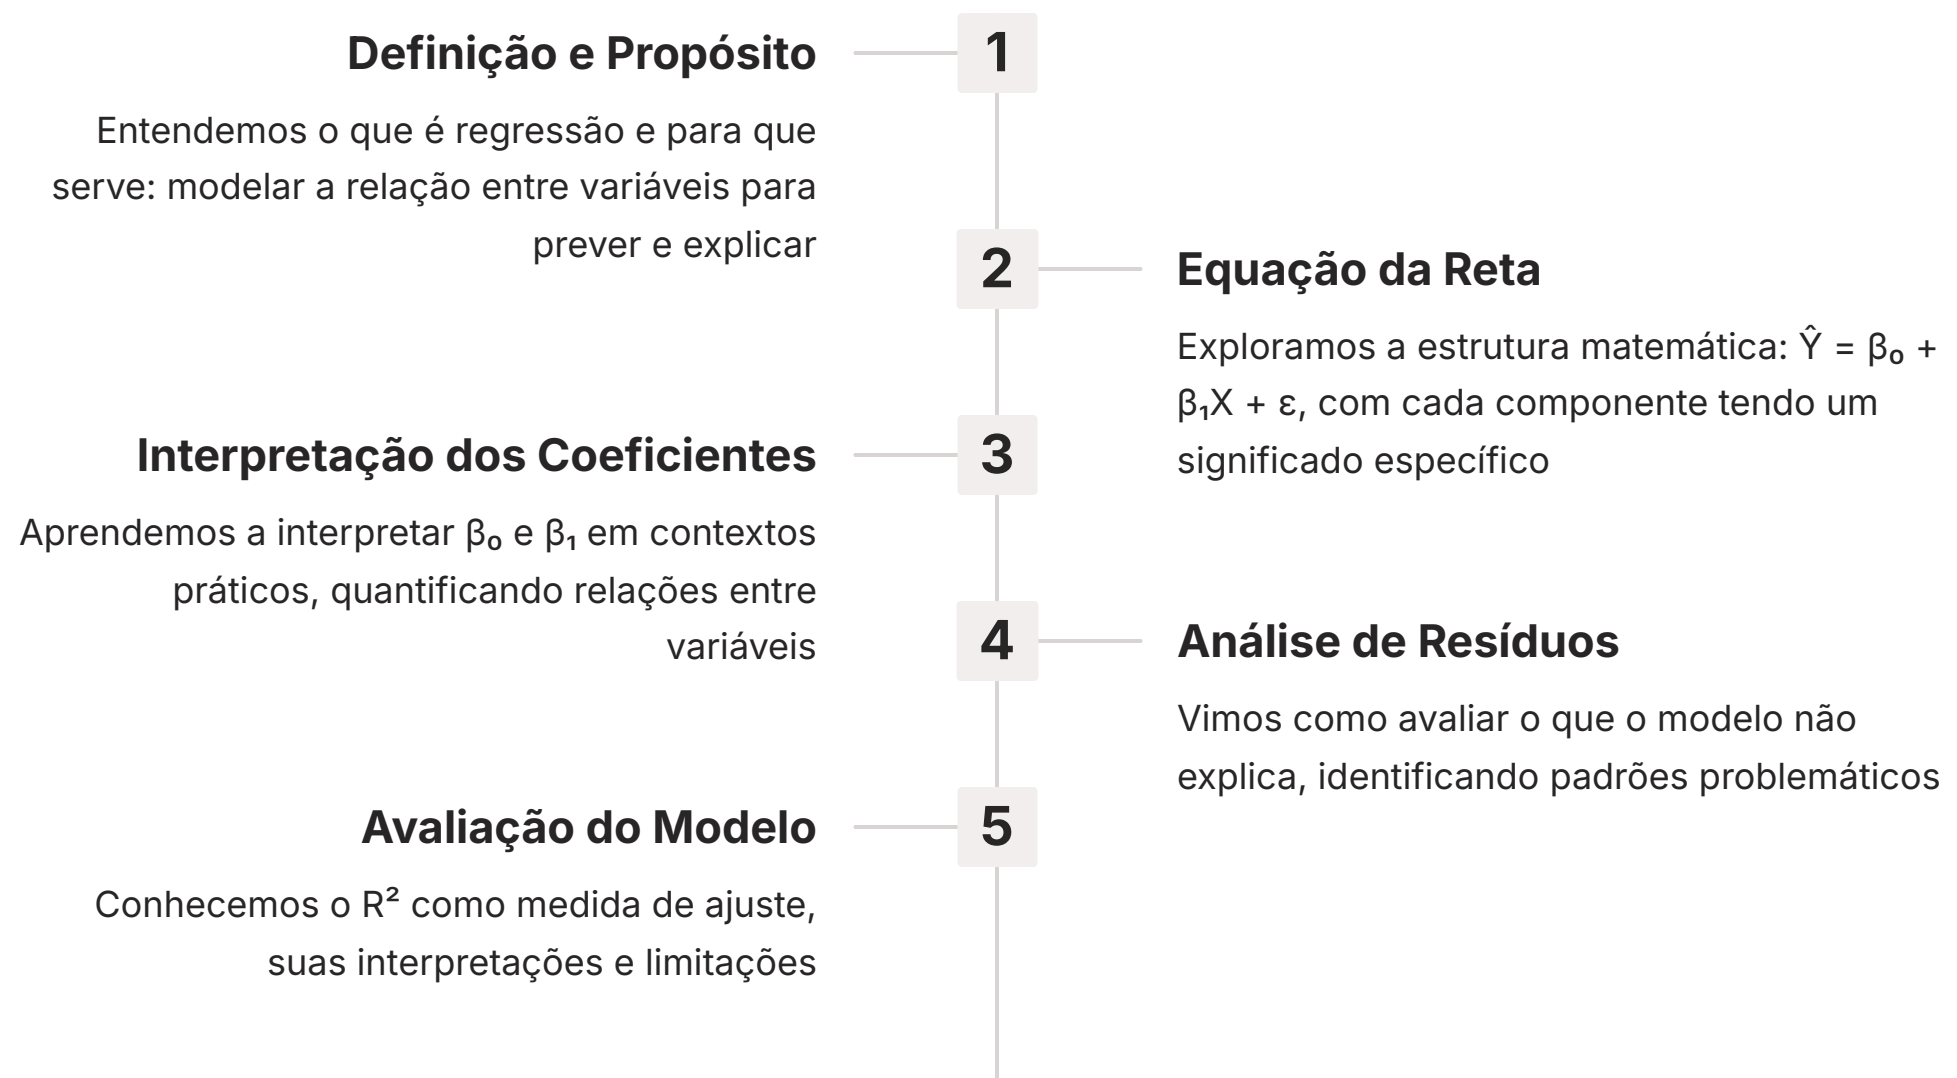 1
Definição e Propósito
Entendemos o que é regressão e para que
serve: modelar a relação entre variáveis para
prever e explicar
2
Equação da Reta
Exploramos a estrutura matemática: Ŷ = β₀ +
β₁X + ε, com cada componente tendo um
significado específico
3
Interpretação dos Coeficientes
Aprendemos a interpretar β₀ e β₁ em contextos
práticos, quantificando relações entre
variáveis
4
Análise de Resíduos
Vimos como avaliar o que o modelo não
explica, identificando padrões problemáticos
5
Avaliação do Modelo
Conhecemos o R² como medida de ajuste,
suas interpretações e limitações